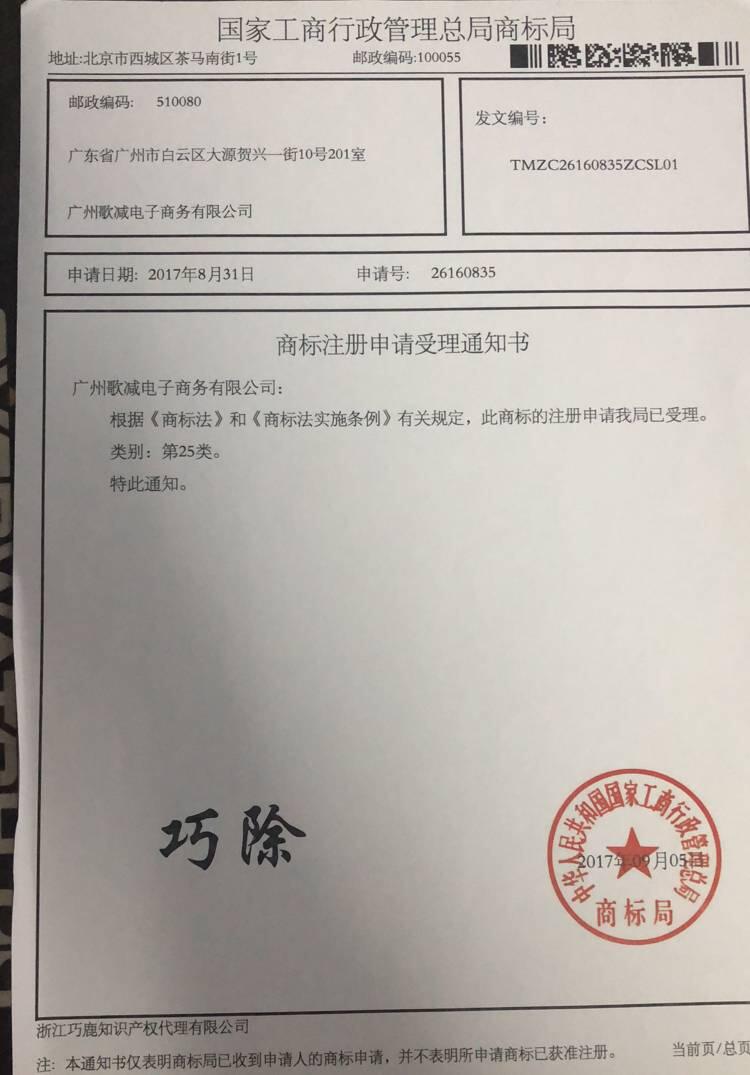 国家工商行政管理总局商标局
地址:北京市西城区茶马南街1号 邮政编码:100055
邮政编码: 510080
广东省广州市白云区大源贺兴一街10号201室
广州歌减电子商务有限公司
发文编号:
TMZC26160835ZCSL01
申请日期: 2017年8月31日 申请号: 26160835
商标注册申请受理通知书
广州歌减电子商务有限公司:
根据《商标法》和《商标法实施条例》有关规定,此商标的注册申请我局已受理。
类别:第25类。
特此通知。
巧除
中华人民共和国国家工商行政管理总局
2017年09月05日
商标局
浙江巧鹿知识产权代理有限公司
注: 本通知书仅表明商标局已收到申请人的商标申请,并不表明所申请商标已获准注册。
当前页/总页